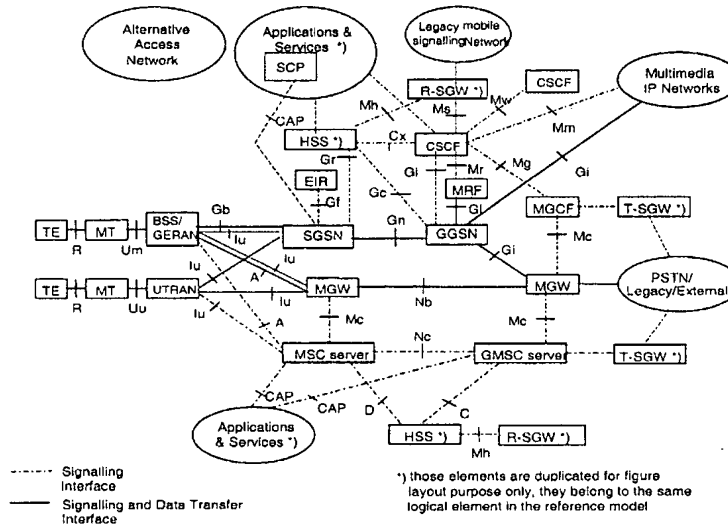 Alternative
Access
Network
Applications &
Services *)
SCP
Legacy mobile
signallingNetwork
R-SGW *)
CSCF
Multimedia
IP Networks
Mh
Ms
Mw
Mm
CAP
HSS *)
Cx
CSCF
Gr
Gi
Mr
Mg
Gi
EIR
Gf
Gc
MRF
Gi
MGCF
T-SGW *)
TE
R
MT
Um
BSS/
GERAN
Gb
Iu
SGSN
Gn
GGSN
Mc
Iu
A
Iu
Gi
TE
R
MT
Uu
UTRAN
Iu
MGW
Nb
MGW
PSTN/
Legacy/External
Iu
A
Mc
Mc
MSC server
Nc
GMSC server
T-SGW *)
CAP
CAP
D
C
Applications
& Services *)
HSS *)
Mh
R-SGW *)
Signalling
Interface
Signalling and Data Transfer
Interface
*) those elements are duplicated for figure
layout purpose only, they belong to the same
logical element in the reference model